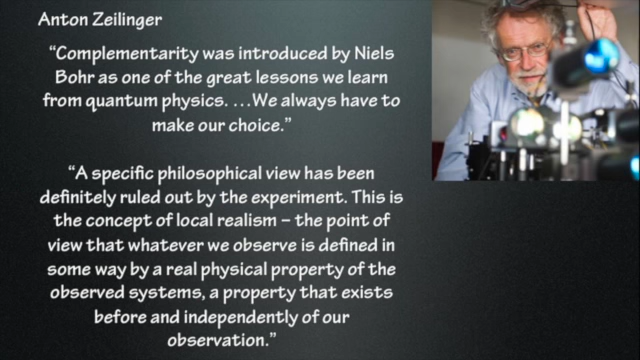 Anton Zeilinger
“Complementarity was introduced by Niels
Bohr as one of the great lessons we learn
from quantum physics. …We always have to
make our choice.”
“A specific philosophical view has been
definitely ruled out by the experiment. This is
the concept of local realism – the point of
view that whatever we observe is defined in
some way by a real physical property of the
observed systems, a property that exists
before and independently of our
observation.”